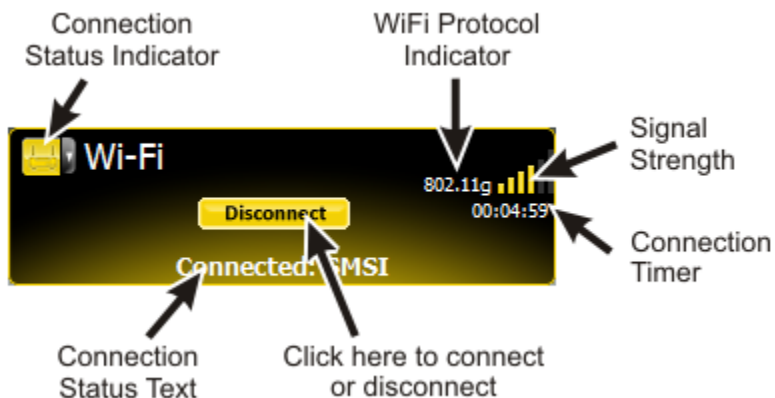 Connection
Status Indicator
WiFi Protocol
Indicator
Signal
Strength
Wi-Fi
802.11g
00:04:59
Disconnect
Connected: SMSI
Connection
Timer
Connection
Status Text
Click here to connect
or disconnect